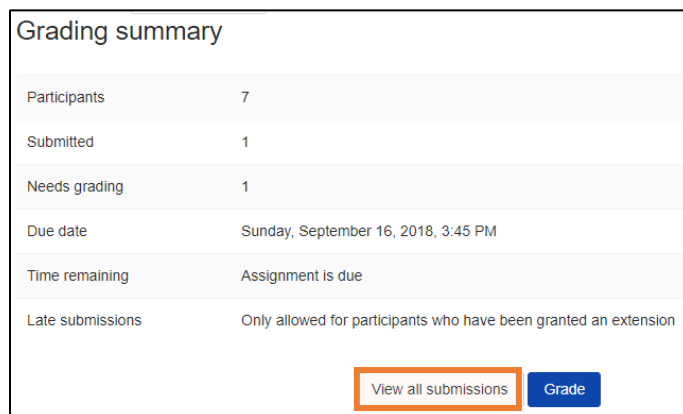 Grading summary
Participants 7
Submitted 1
Needs grading 1
Due date Sunday, September 16, 2018, 3:45 PM
Time remaining Assignment is due
Late submissions Only allowed for participants who have been granted an extension
View all submissions Grade